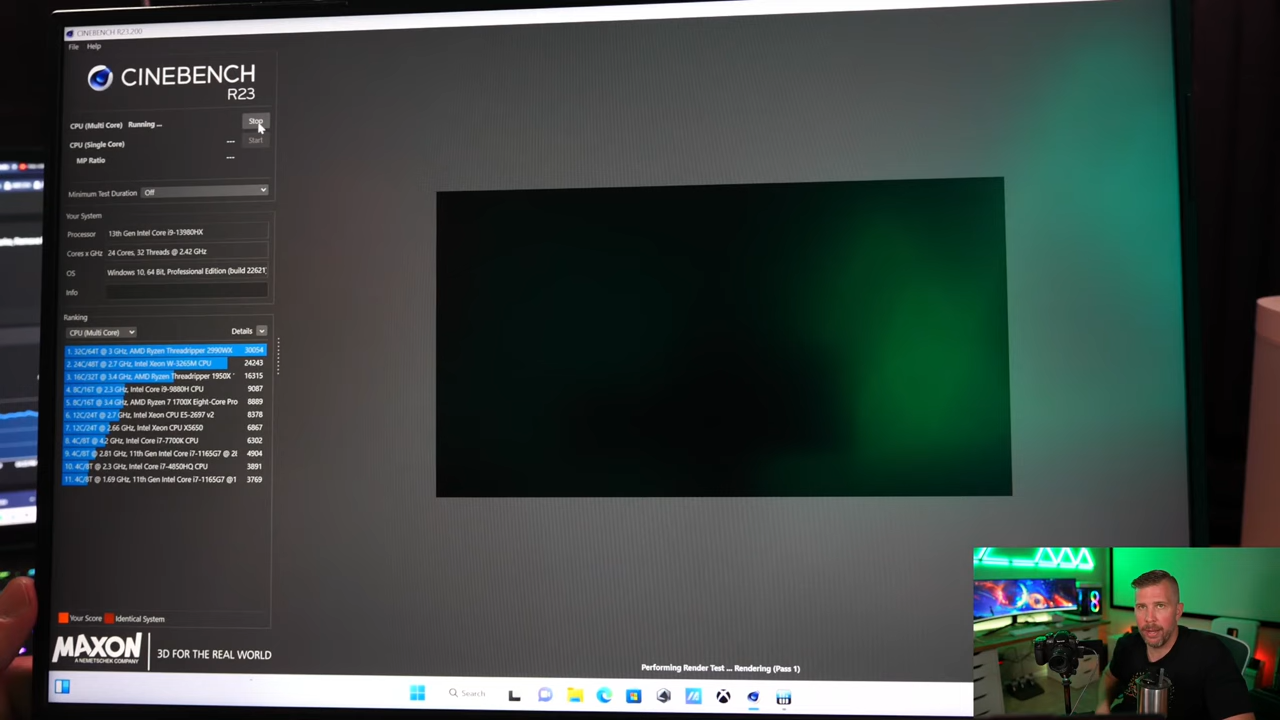 CINEBENCH R23.200
File Help
CINEBENCH
R23
CPU (Multi Core) Running ... Stop
CPU (Single Core) --- Start
MP Ratio ---
Minimum Test Duration Off
Your System
Processor 13th Gen Intel Core i9-13980HX
Cores x GHz 24 Cores, 32 Threads @ 2.42 GHz
OS Windows 10, 64 Bit, Professional Edition (build 22621)
Info
Ranking
CPU (Multi Core) Details
1. 32C/64T @ 3 GHz, AMD Ryzen Threadripper 2990WX 30054
2. 24C/48T @ 2.7 GHz, Intel Xeon W-3265M CPU 24243
3. 16C/32T @ 3.4 GHz, AMD Ryzen Threadripper 1950X 16315
4. 8C/16T @ 2.3 GHz, Intel Core i9-9880H CPU 9087
5. 8C/16T @ 3.4 GHz, AMD Ryzen 7 1700X Eight-Core Pro 8889
6. 12C/24T @ 2.7 GHz, Intel Xeon CPU E5-2697 v2 8378
7. 12C/24T @ 2.66 GHz, Intel Xeon CPU X5650 6867
8. 4C/8T @ 4.2 GHz, Intel Core i7-7700K CPU 6302
9. 4C/8T @ 2.81 GHz, 11th Gen Intel Core i7-1165G7 @ 2 4904
10. 4C/8T @ 2.3 GHz, Intel Core i7-4850HQ CPU 3891
11. 4C/8T @ 1.69 GHz, 11th Gen Intel Core i7-1165G7 @1 3769
Your Score Identical System
MAXON
A NEMETSCHEK COMPANY
3D FOR THE REAL WORLD
Performing Render Test ... Rendering (Pass 1)
Search